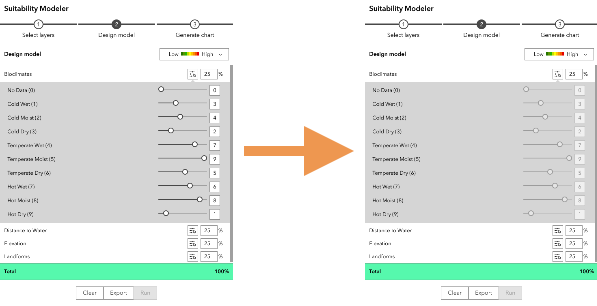 Suitability Modeler
1 2 3
Select layers Design model Generate chart
Design model Low High
Bioclimates 25 %
No Data (0) 0
Cold Wet (1) 3
Cold Moist (2) 4
Cold Dry (3) 2
Temperate Wet (4) 7
Temperate Moist (5) 9
Temperate Dry (6) 5
Hot Wet (7) 6
Hot Moist (8) 8
Hot Dry (9) 1
Distance to Water 25 %
Elevation 25 %
Landforms 25 %
Total 100%
Clear Export Run
Suitability Modeler
1 2 3
Select layers Design model Generate chart
Design model Low High
Bioclimates 25 %
No Data (0) 0
Cold Wet (1) 3
Cold Moist (2) 4
Cold Dry (3) 2
Temperate Wet (4) 7
Temperate Moist (5) 9
Temperate Dry (6) 5
Hot Wet (7) 6
Hot Moist (8) 8
Hot Dry (9) 1
Distance to Water 25 %
Elevation 25 %
Landforms 25 %
Total 100%
Clear Export Run